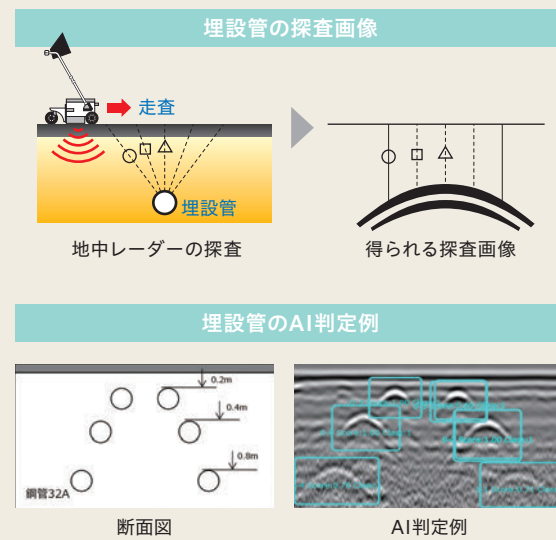 埋設管の探査画像
走査
埋設管
地中レーダーの探査
得られる探査画像
埋設管のAI判定例
0.2m
0.4m
0.8m
鋼管32A
断面図
AI判定例